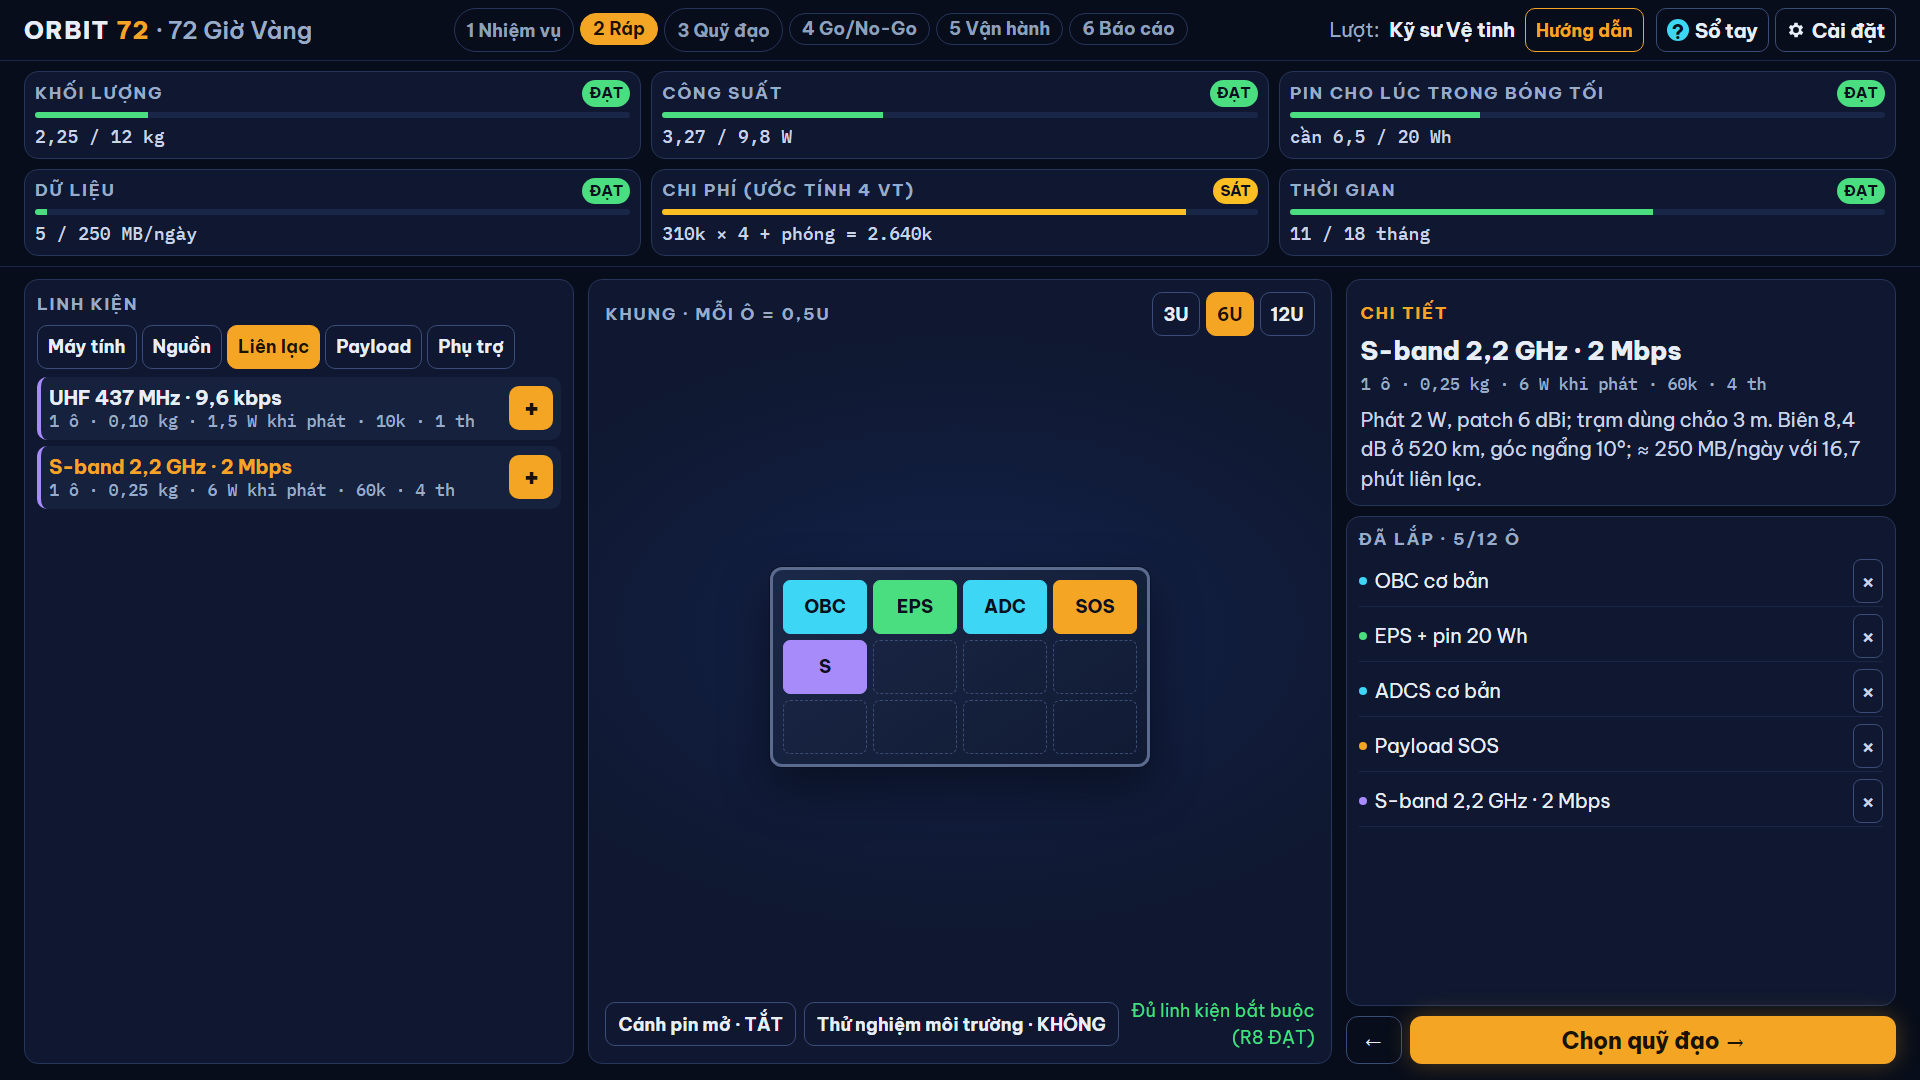 ORBIT 72 · 72 Giờ Vàng
1 Nhiệm vụ
2 Ráp
3 Quỹ đạo
4 Go/No-Go
5 Vận hành
6 Báo cáo
Lượt: Kỹ sư Vệ tinh
Hướng dẫn
? Sổ tay
Cài đặt
KHỐI LƯỢNG
ĐẠT
2,25 / 12 kg
CÔNG SUẤT
ĐẠT
3,27 / 9,8 W
PIN CHO LÚC TRONG BÓNG TỐI
ĐẠT
cần 6,5 / 20 Wh
DỮ LIỆU
ĐẠT
5 / 250 MB/ngày
CHI PHÍ (ƯỚC TÍNH 4 VT)
SÁT
310k × 4 + phóng = 2.640k
THỜI GIAN
ĐẠT
11 / 18 tháng
LINH KIỆN
Máy tính
Nguồn
Liên lạc
Payload
Phụ trợ
UHF 437 MHz · 9,6 kbps
1 ô · 0,10 kg · 1,5 W khi phát · 10k · 1 th
+
S-band 2,2 GHz · 2 Mbps
1 ô · 0,25 kg · 6 W khi phát · 60k · 4 th
+
KHUNG · MỖI Ô = 0,5U
3U
6U
12U
OBC
EPS
ADC
SOS
S
Cánh pin mở · TẮT
Thử nghiệm môi trường · KHÔNG
Đủ linh kiện bắt buộc
(R8 ĐẠT)
CHI TIẾT
S-band 2,2 GHz · 2 Mbps
1 ô · 0,25 kg · 6 W khi phát · 60k · 4 th
Phát 2 W, patch 6 dBi; trạm dùng chảo 3 m. Biên 8,4
dB ở 520 km, góc ngẩng 10°; ≈ 250 MB/ngày với 16,7
phút liên lạc.
ĐÃ LẮP · 5/12 Ô
OBC cơ bản
×
EPS + pin 20 Wh
×
ADCS cơ bản
×
Payload SOS
×
S-band 2,2 GHz · 2 Mbps
×
←
Chọn quỹ đạo →